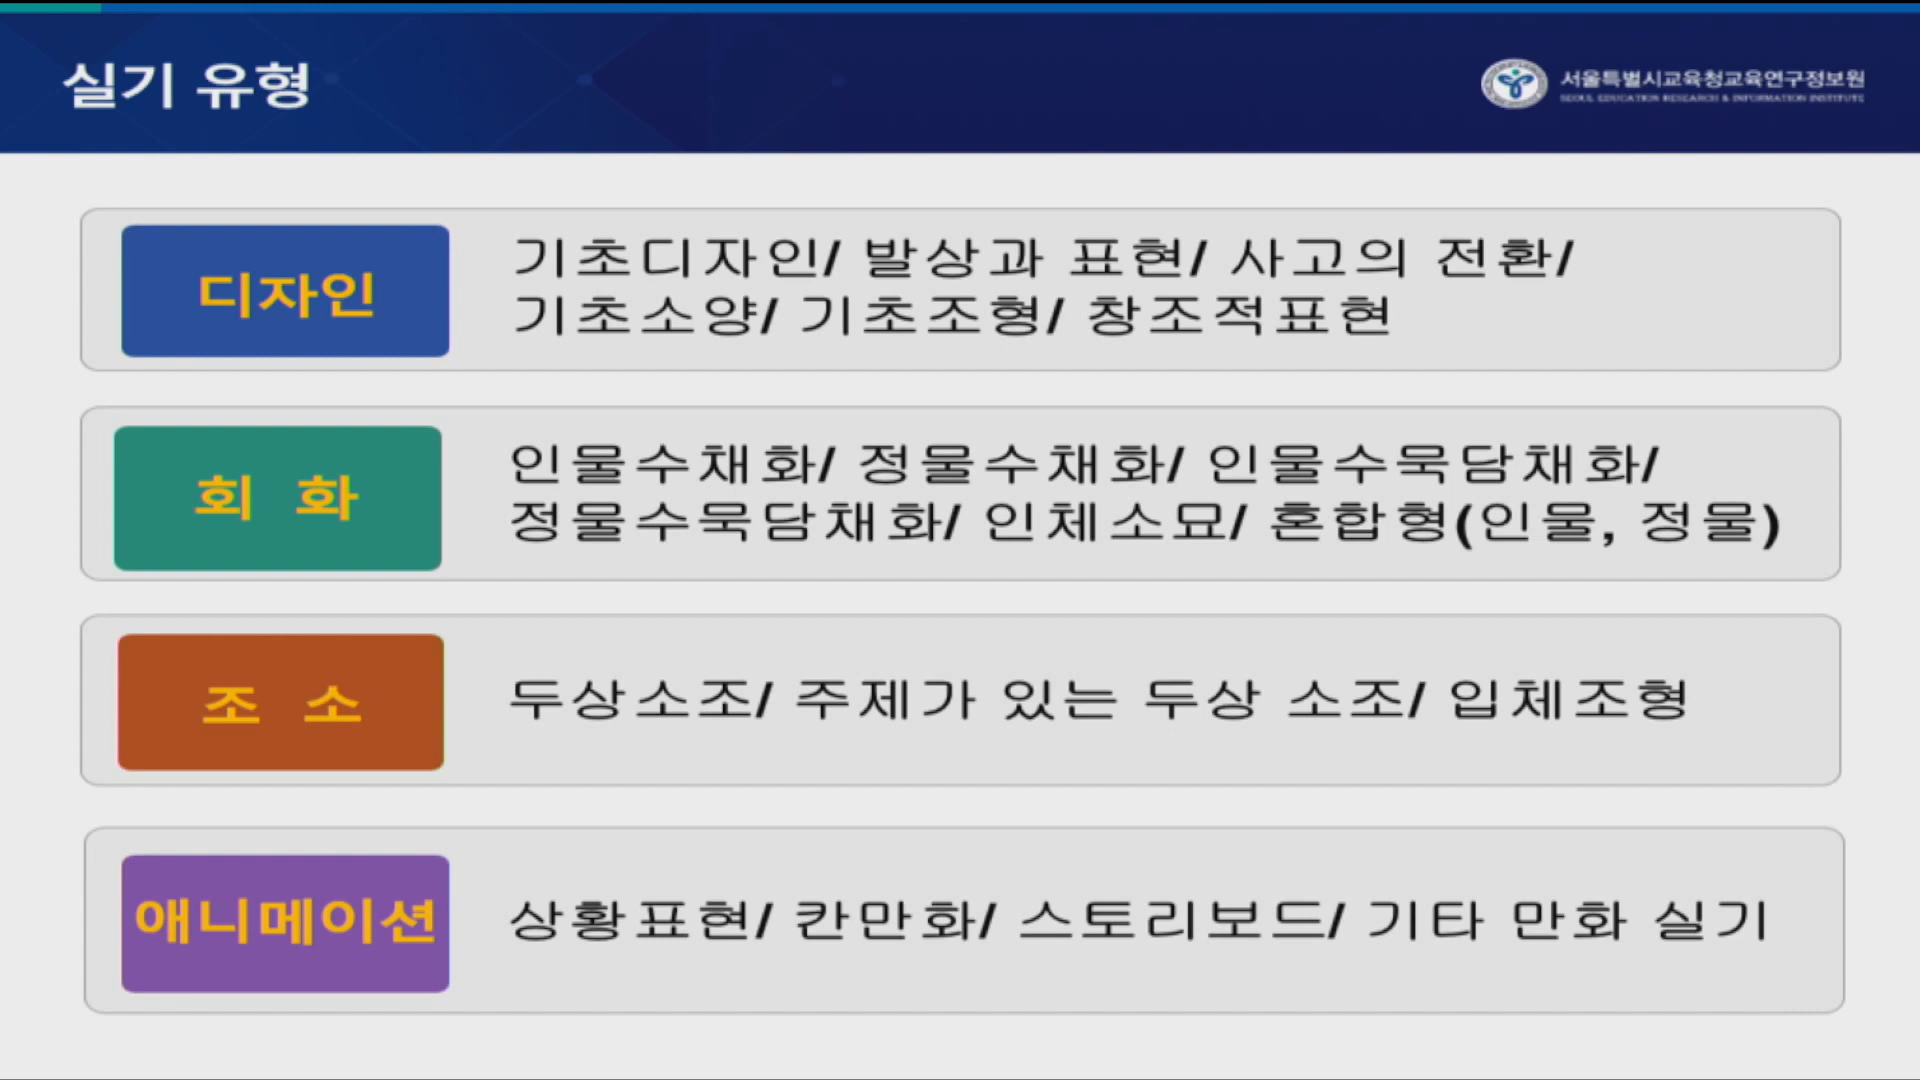 실기 유형
서울특별시교육청교육연구정보원
SEOUL EDUCATION RESEARCH & INFORMATION INSTITUTE
디자인
기초디자인/ 발상과 표현/ 사고의 전환/
기초소양/ 기초조형/ 창조적표현
회 화
인물수채화/ 정물수채화/ 인물수묵담채화/
정물수묵담채화/ 인체소묘/ 혼합형(인물, 정물)
조 소
두상소조/ 주제가 있는 두상 소조/ 입체조형
애니메이션
상황표현/ 칸만화/ 스토리보드/ 기타 만화 실기